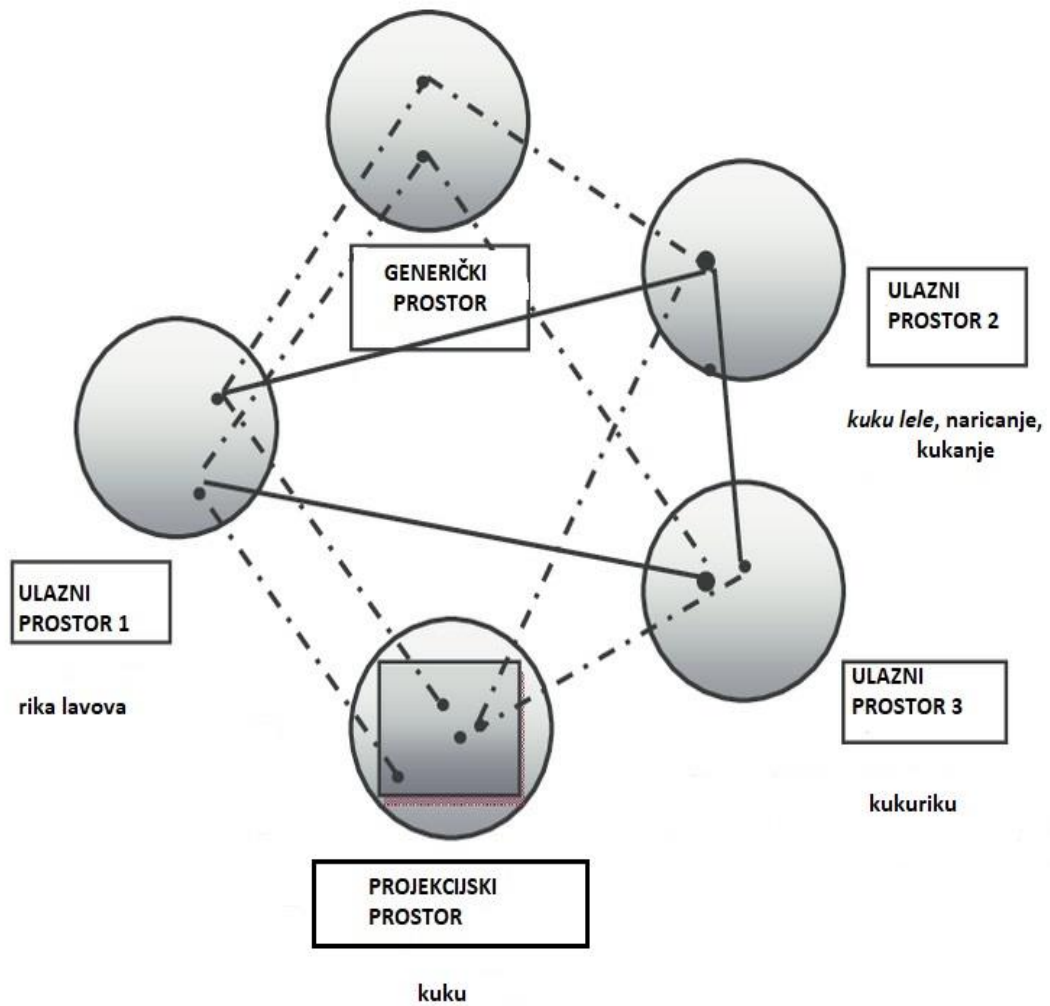 GENERIČKI
PROSTOR
ULAZNI
PROSTOR 2
kuku lele, naricanje,
kukanje
ULAZNI
PROSTOR 1
rika lavova
ULAZNI
PROSTOR 3
kukuriku
PROJEKCIJSKI
PROSTOR
kuku